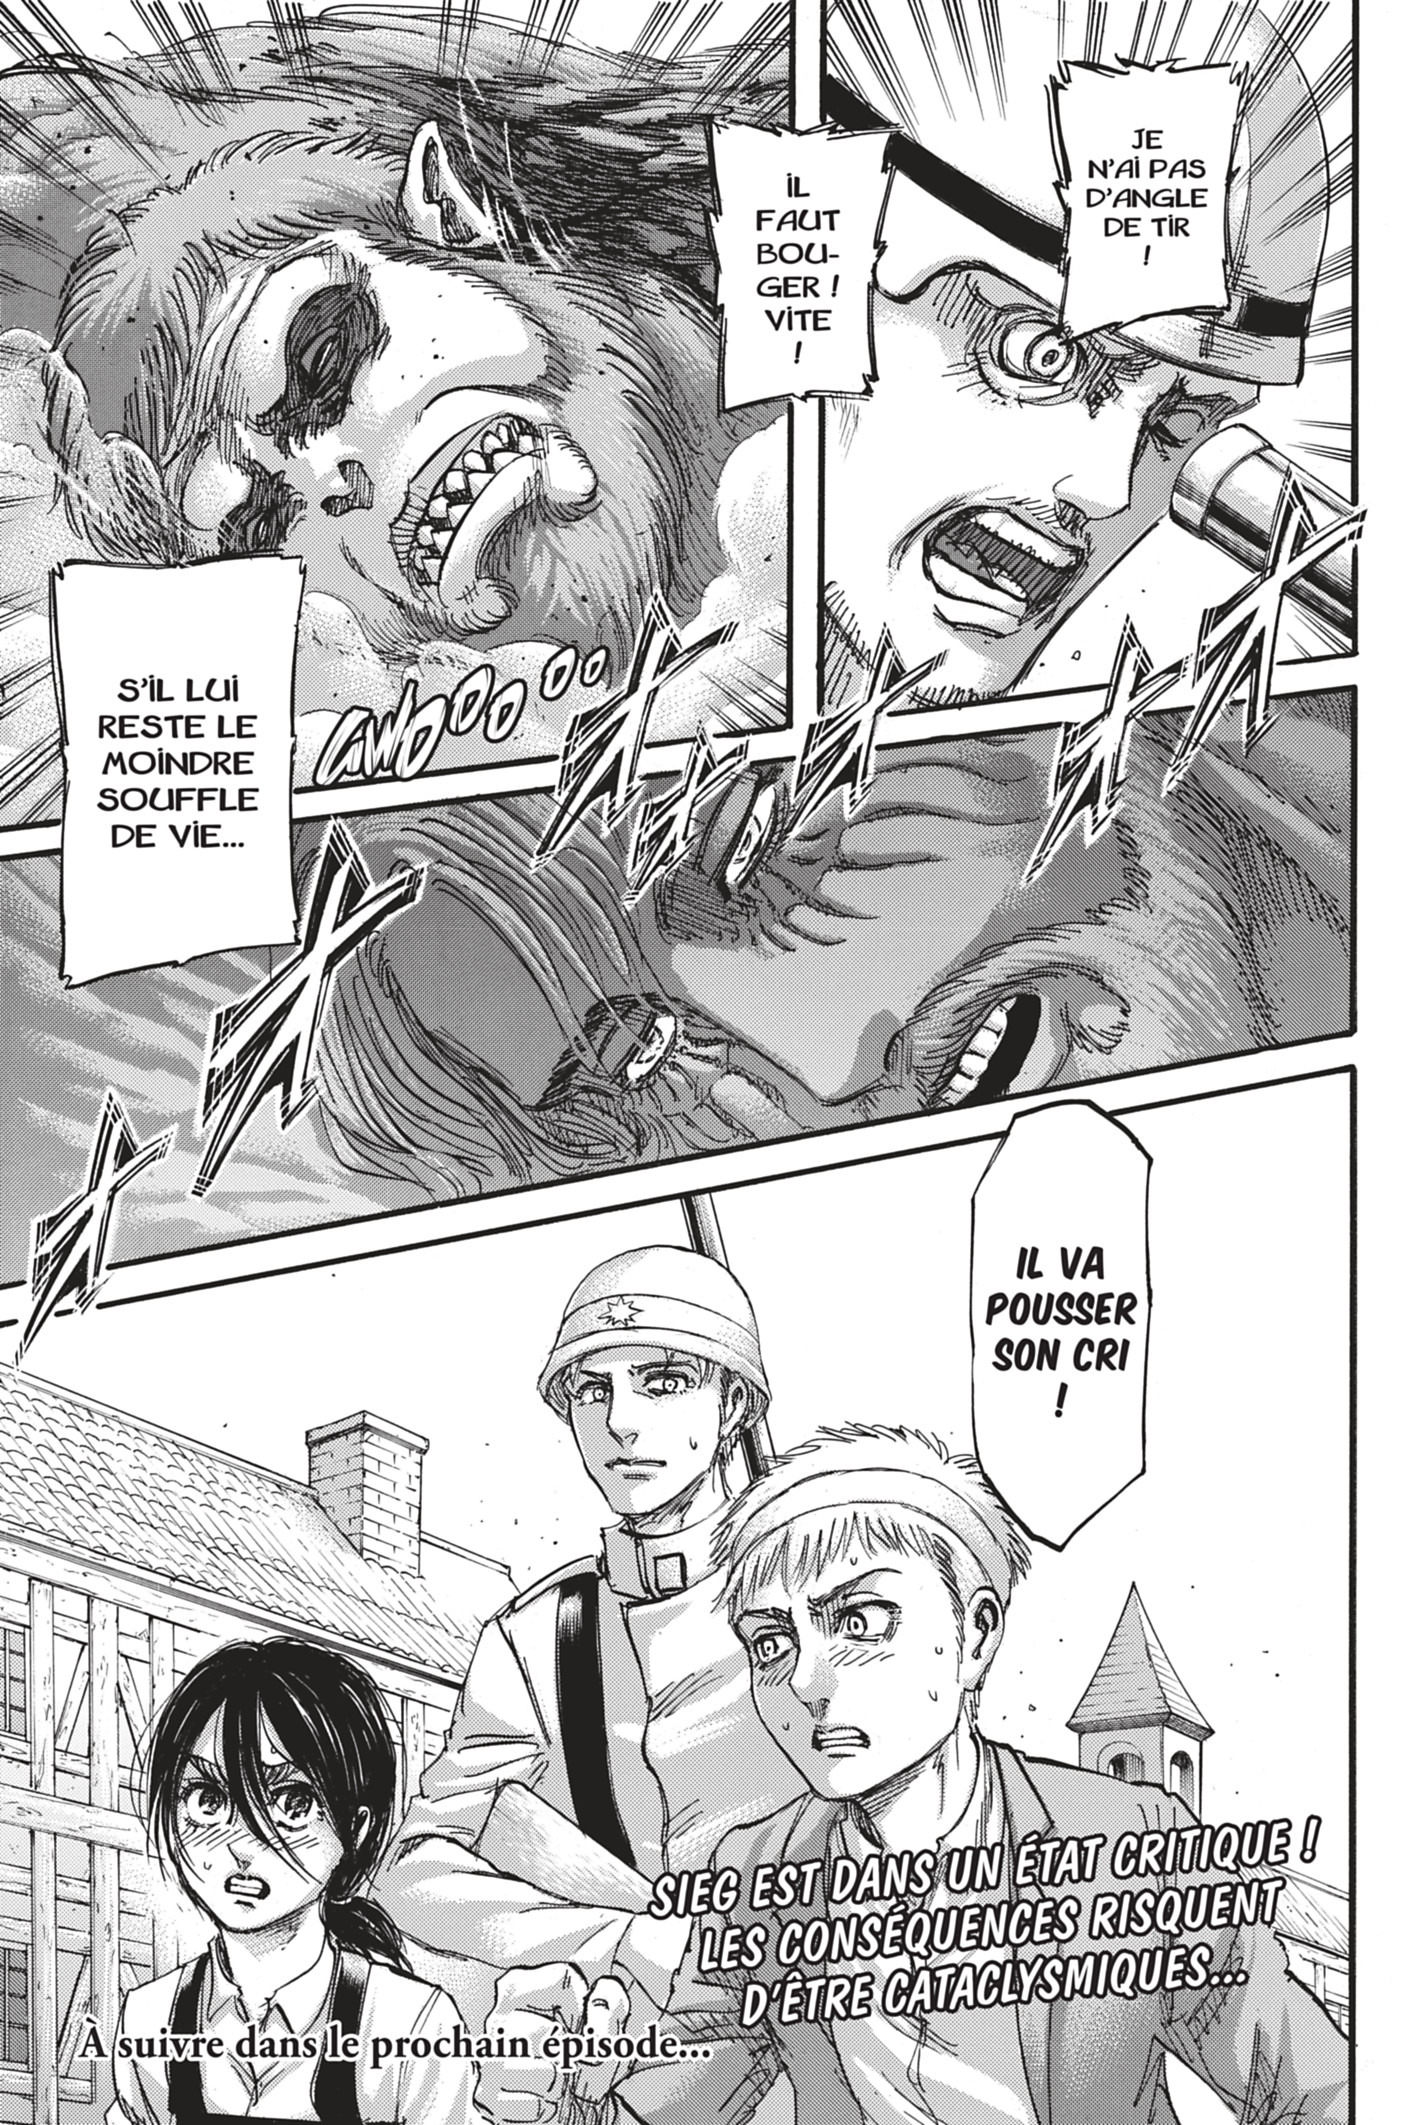 JE
N'AI PAS
D'ANGLE
DE TIR
!
IL
FAUT
BOU-
GER !
VITE
!
S'IL LUI
RESTE LE
MOINDRE
SOUFFLE
DE VIE...
IL VA
POUSSER
SON CRI
!
SIEG EST DANS UN ÉTAT CRITIQUE !
LES CONSÉQUENCES RISQUENT
D'ÊTRE CATACLYSMIQUES...
À suivre dans le prochain épisode...